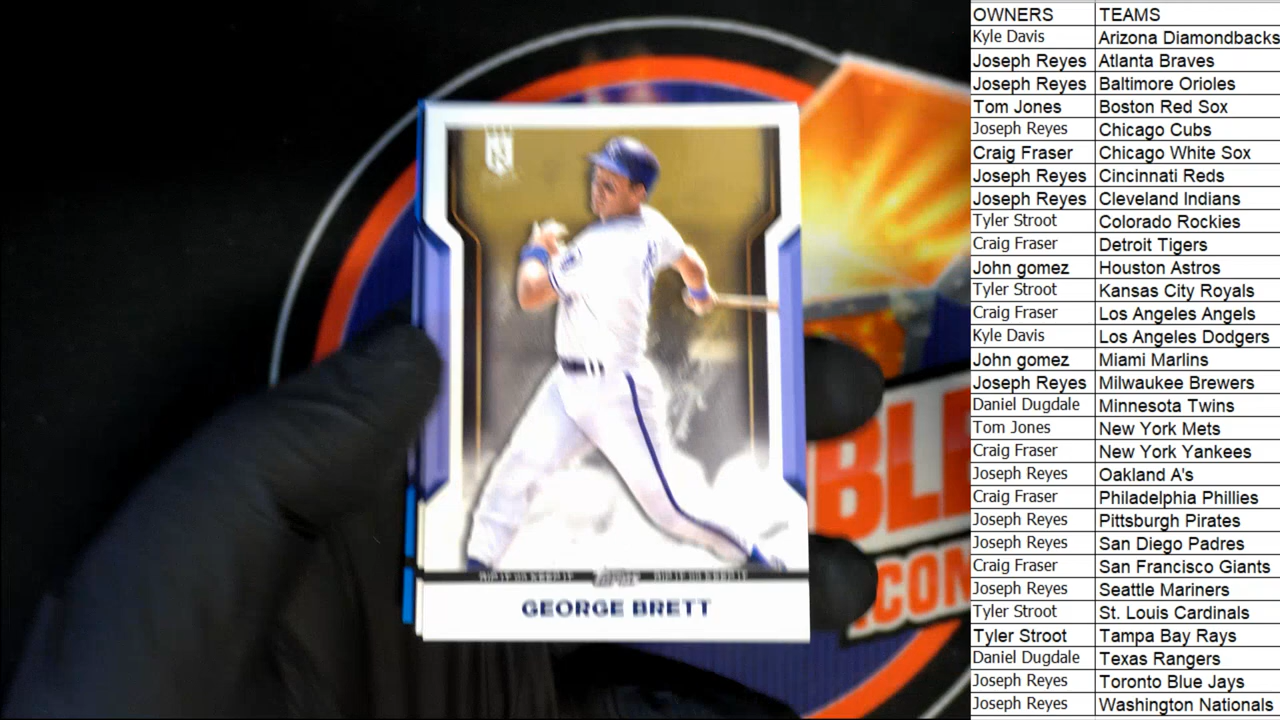 GEORGE BRETT
BLE
.CON
OWNERS TEAMS
Kyle Davis Arizona Diamondbacks
Joseph Reyes Atlanta Braves
Joseph Reyes Baltimore Orioles
Tom Jones Boston Red Sox
Joseph Reyes Chicago Cubs
Craig Fraser Chicago White Sox
Joseph Reyes Cincinnati Reds
Joseph Reyes Cleveland Indians
Tyler Stroot Colorado Rockies
Craig Fraser Detroit Tigers
John gomez Houston Astros
Tyler Stroot Kansas City Royals
Craig Fraser Los Angeles Angels
Kyle Davis Los Angeles Dodgers
John gomez Miami Marlins
Joseph Reyes Milwaukee Brewers
Daniel Dugdale Minnesota Twins
Tom Jones New York Mets
Craig Fraser New York Yankees
Joseph Reyes Oakland A's
Craig Fraser Philadelphia Phillies
Joseph Reyes Pittsburgh Pirates
Joseph Reyes San Diego Padres
Craig Fraser San Francisco Giants
Joseph Reyes Seattle Mariners
Tyler Stroot St. Louis Cardinals
Tyler Stroot Tampa Bay Rays
Daniel Dugdale Texas Rangers
Joseph Reyes Toronto Blue Jays
Joseph Reyes Washington Nationals